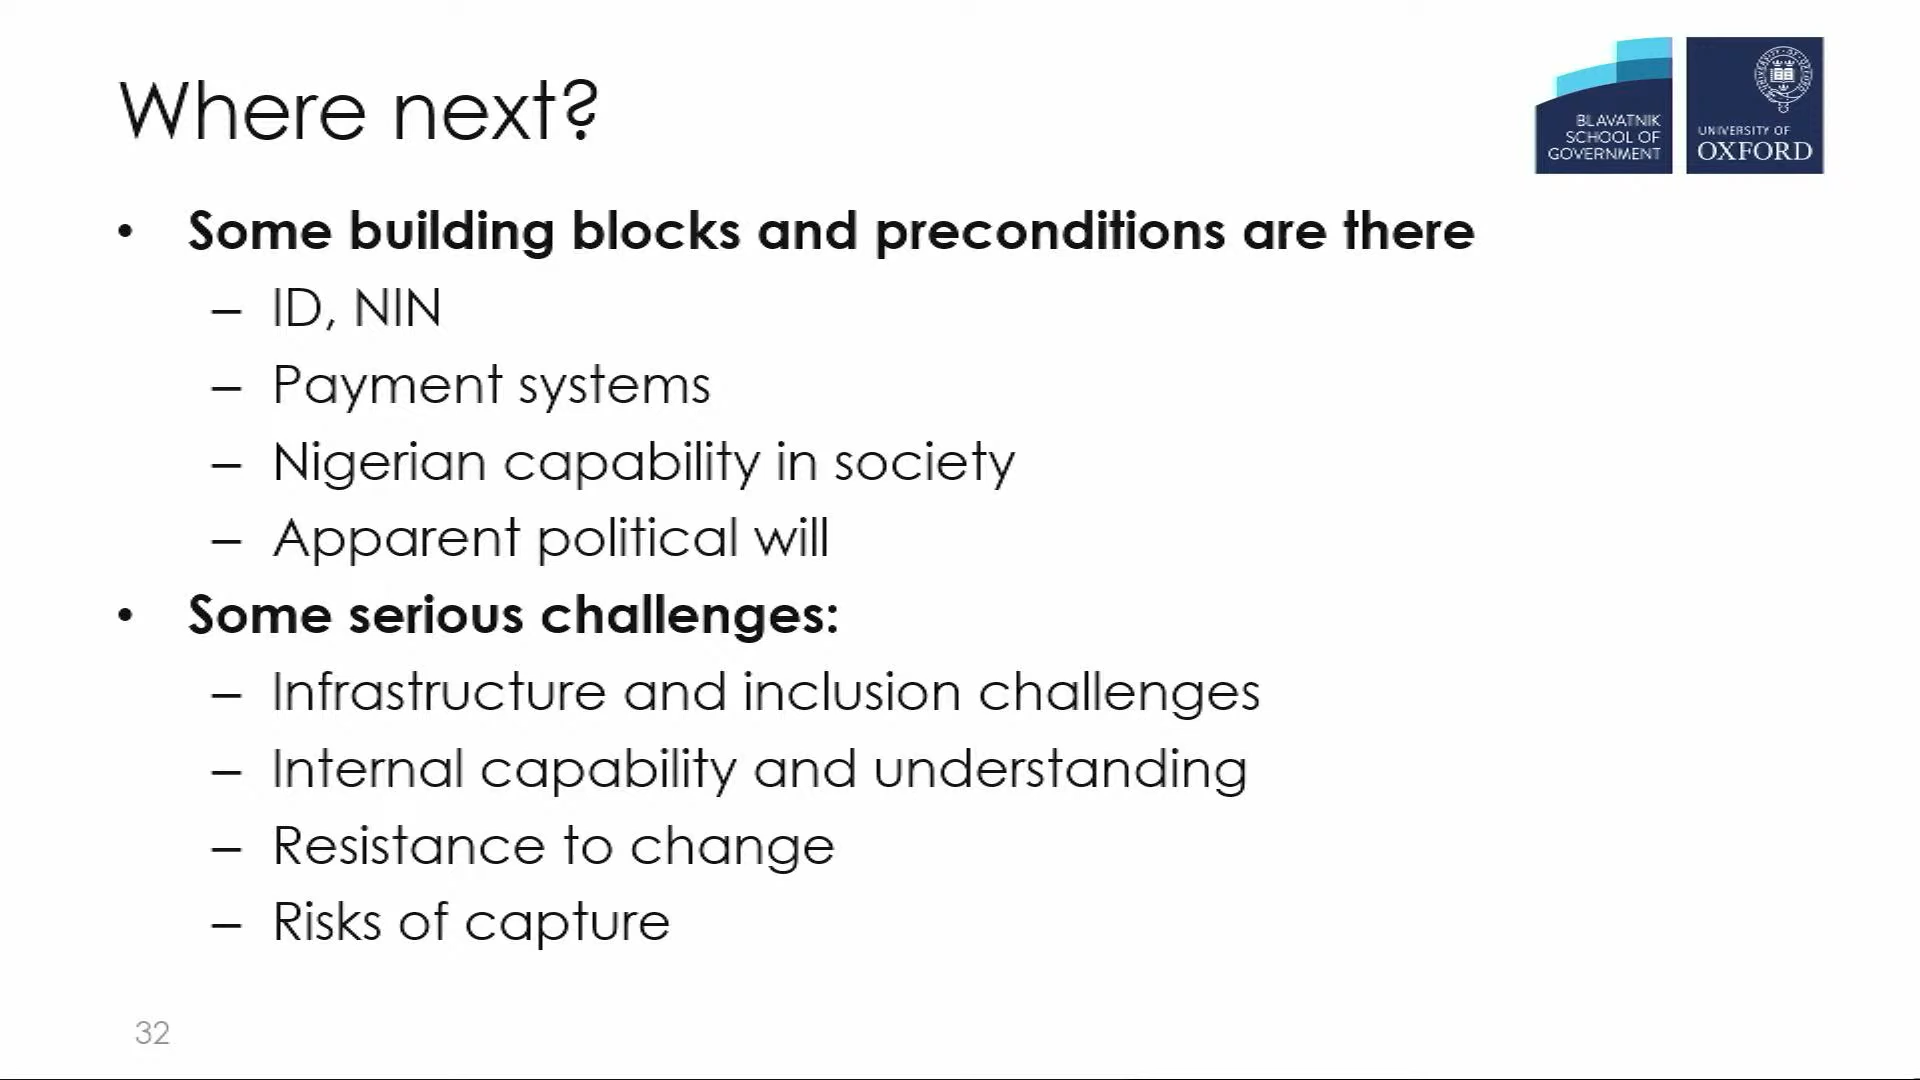 Where next?
BLAVATNIK
SCHOOL OF
GOVERNMENT
UNIVERSITY OF
OXFORD
• Some building blocks and preconditions are there
– ID, NIN
– Payment systems
– Nigerian capability in society
– Apparent political will
• Some serious challenges:
– Infrastructure and inclusion challenges
– Internal capability and understanding
– Resistance to change
– Risks of capture
32